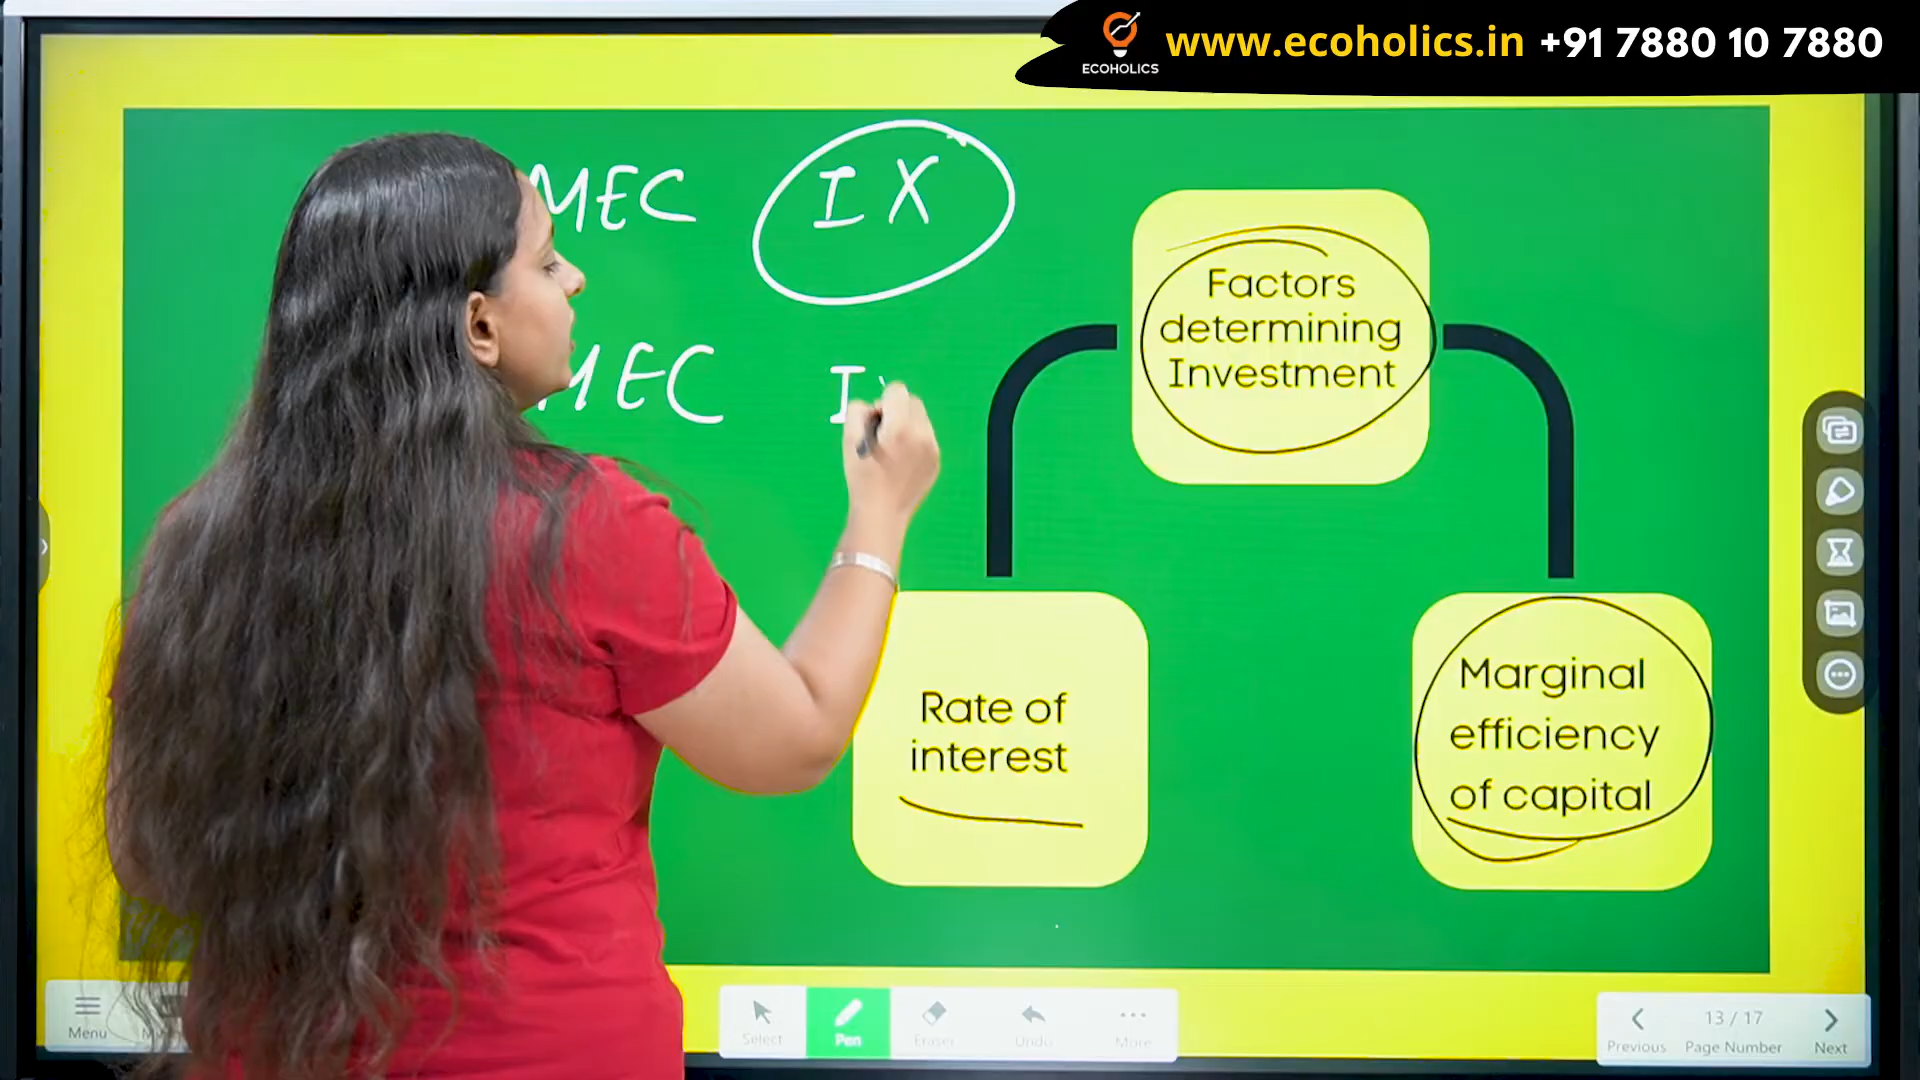 www.ecoholics.in +91 7880 10 7880
ECOHOLICS
MEC I X
MEC I
Factors
determining
Investment
Rate of
interest
Marginal
efficiency
of capital
Menu
Select
Pen
Eraser
Undo
More
13 / 17
Previous
Page Number
Next